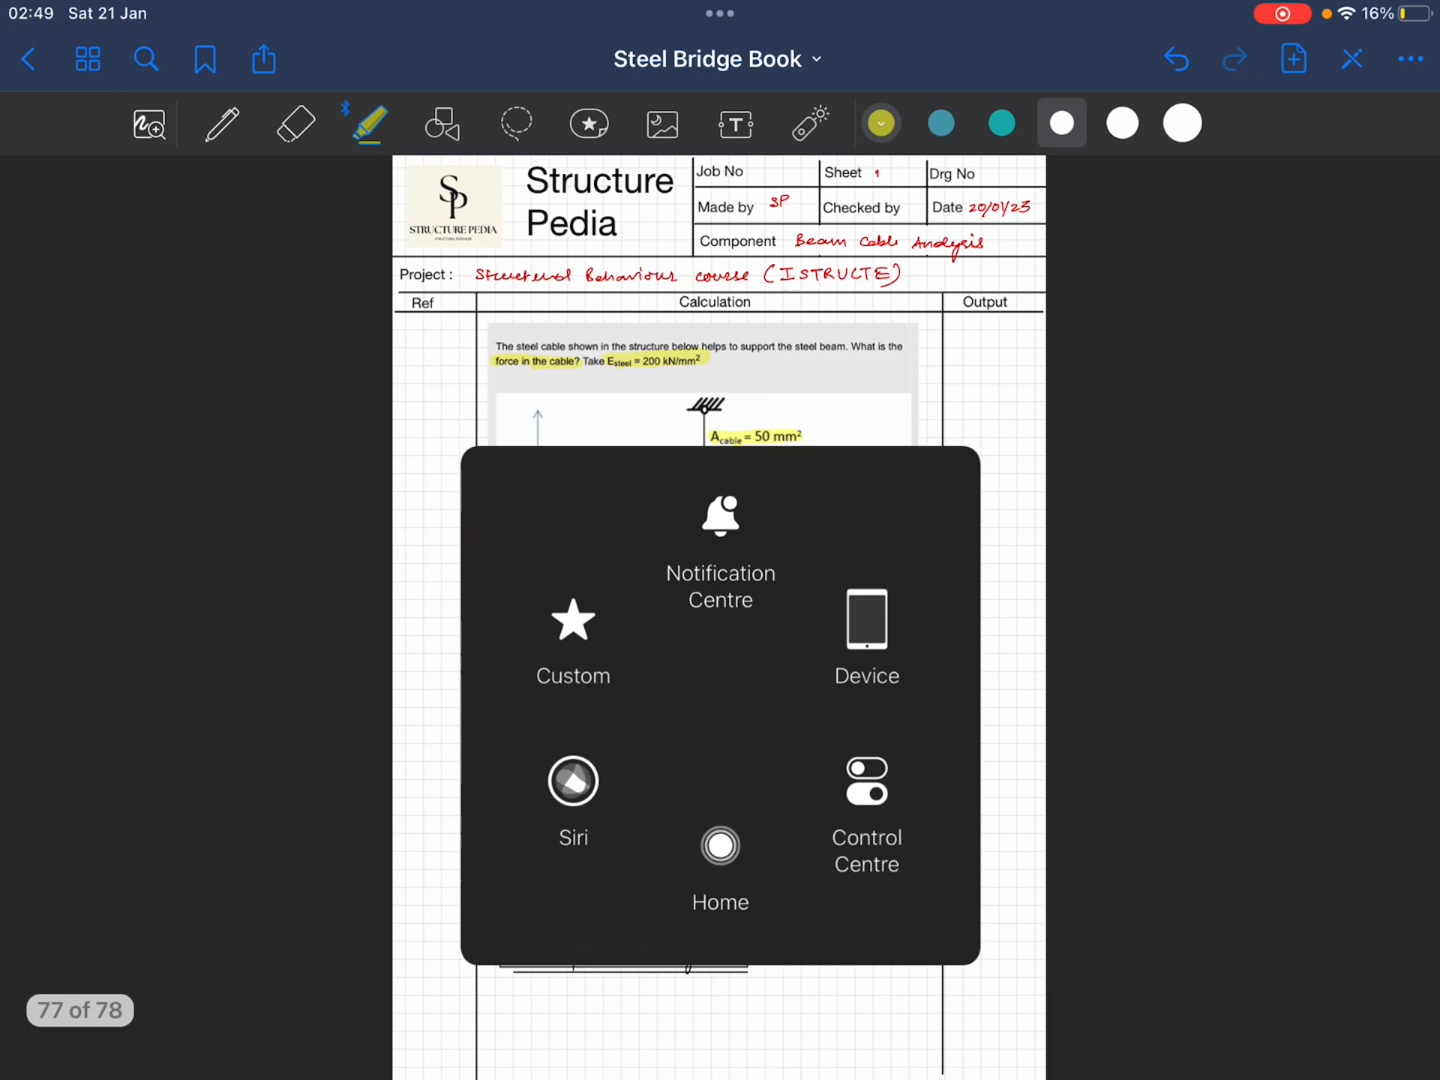 02:49 Sat 21 Jan
16%
Steel Bridge Book
T
SP
STRUCTURE PEDIA
Structure
Pedia
Job No
Sheet 1
Drg No
Made by SP
Checked by
Date 20/01/23
Component Beam Cable Analysis
Project : Structural Behaviour course (ISTRUCTE)
Ref
Calculation
Output
The steel cable shown in the structure below helps to support the steel beam. What is the
force in the cable? Take Esteel = 200 kN/mm²
Acable = 50 mm²
Notification
Centre
Custom
Device
Siri
Control
Centre
Home
77 of 78